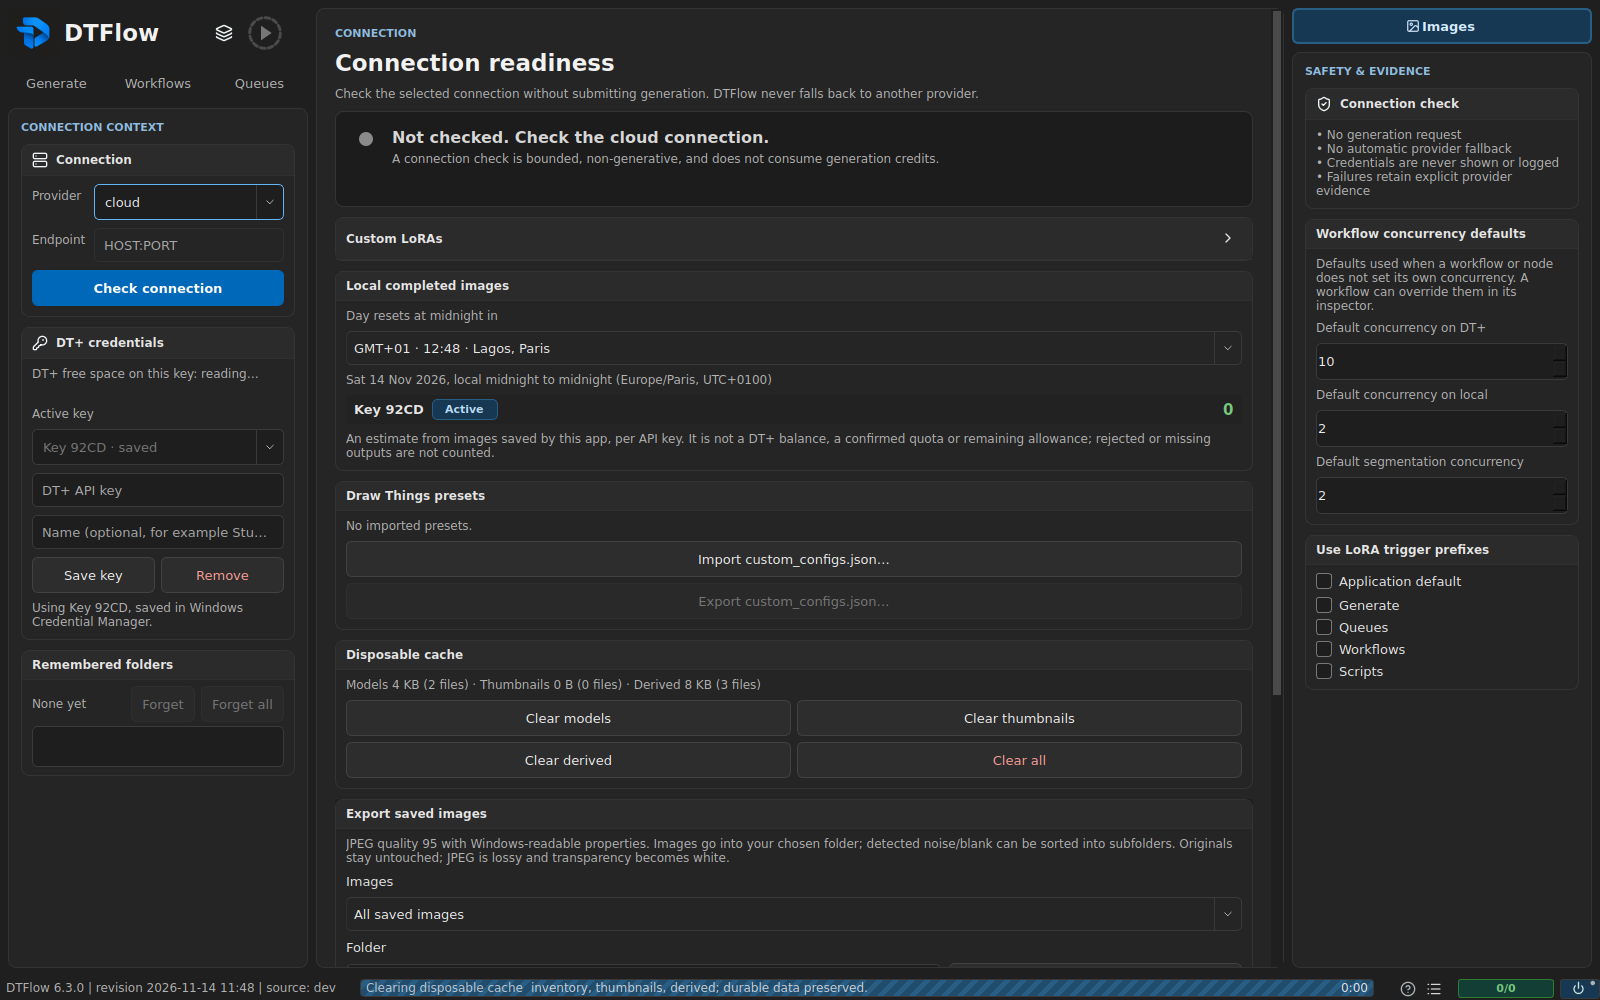 DTFlow
Generate
Workflows
Queues
CONNECTION CONTEXT
Connection
Provider
cloud
Endpoint
HOST:PORT
Check connection
DT+ credentials
DT+ free space on this key: reading…
Active key
Key 92CD · saved
DT+ API key
Name (optional, for example Stu…
Save key
Remove
Using Key 92CD, saved in Windows
Credential Manager.
Remembered folders
None yet
Forget
Forget all
CONNECTION
Connection readiness
Check the selected connection without submitting generation. DTFlow never falls back to another provider.
Not checked. Check the cloud connection.
A connection check is bounded, non-generative, and does not consume generation credits.
Custom LoRAs
Local completed images
Day resets at midnight in
GMT+01 · 12:48 · Lagos, Paris
Sat 14 Nov 2026, local midnight to midnight (Europe/Paris, UTC+0100)
Key 92CD
Active
0
An estimate from images saved by this app, per API key. It is not a DT+ balance, a confirmed quota or remaining allowance; rejected or missing
outputs are not counted.
Draw Things presets
No imported presets.
Import custom_configs.json…
Export custom_configs.json…
Disposable cache
Models 4 KB (2 files) · Thumbnails 0 B (0 files) · Derived 8 KB (3 files)
Clear models
Clear thumbnails
Clear derived
Clear all
Export saved images
JPEG quality 95 with Windows-readable properties. Images go into your chosen folder; detected noise/blank can be sorted into subfolders. Originals
stay untouched; JPEG is lossy and transparency becomes white.
Images
All saved images
Folder
Images
SAFETY & EVIDENCE
Connection check
• No generation request
• No automatic provider fallback
• Credentials are never shown or logged
• Failures retain explicit provider
evidence
Workflow concurrency defaults
Defaults used when a workflow or node
does not set its own concurrency. A
workflow can override them in its
inspector.
Default concurrency on DT+
10
Default concurrency on local
2
Default segmentation concurrency
2
Use LoRA trigger prefixes
Application default
Generate
Queues
Workflows
Scripts
DTFlow 6.3.0 | revision 2026-11-14 11:48 | source: dev
Clearing disposable cache inventory, thumbnails, derived; durable data preserved.
0:00
0/0